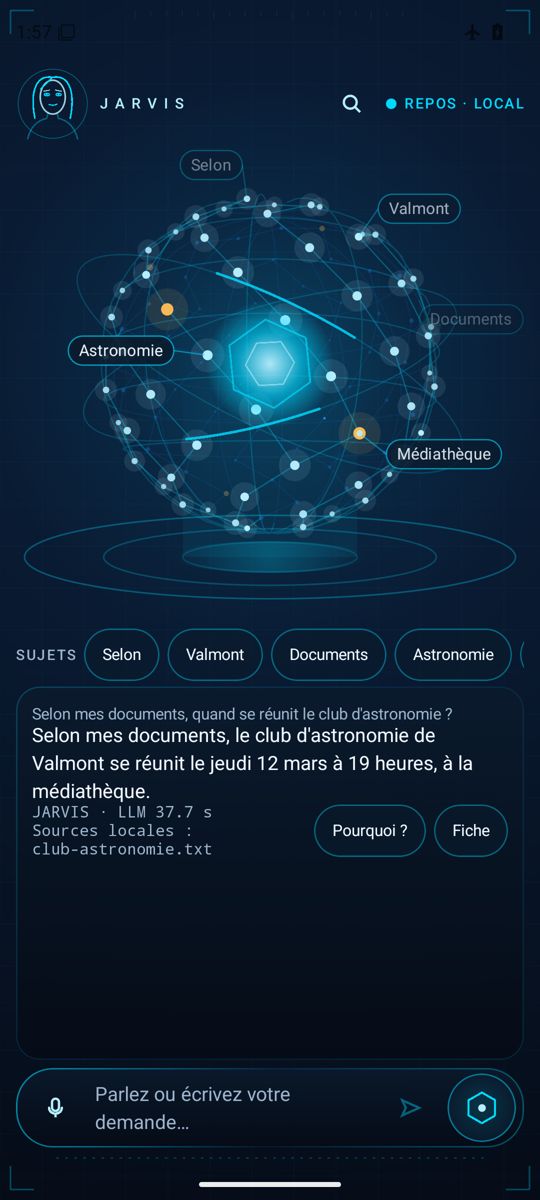 1:57
JARVIS
REPOS · LOCAL
Selon
Valmont
Documents
Astronomie
Médiathèque
SUJETS
Selon
Valmont
Documents
Astronomie
Selon mes documents, quand se réunit le club d'astronomie ?
Selon mes documents, le club d'astronomie de
Valmont se réunit le jeudi 12 mars à 19 heures, à la
médiathèque.
JARVIS · LLM 37.7 s
Sources locales :
club-astronomie.txt
Pourquoi ?
Fiche
Parlez ou écrivez votre
demande…